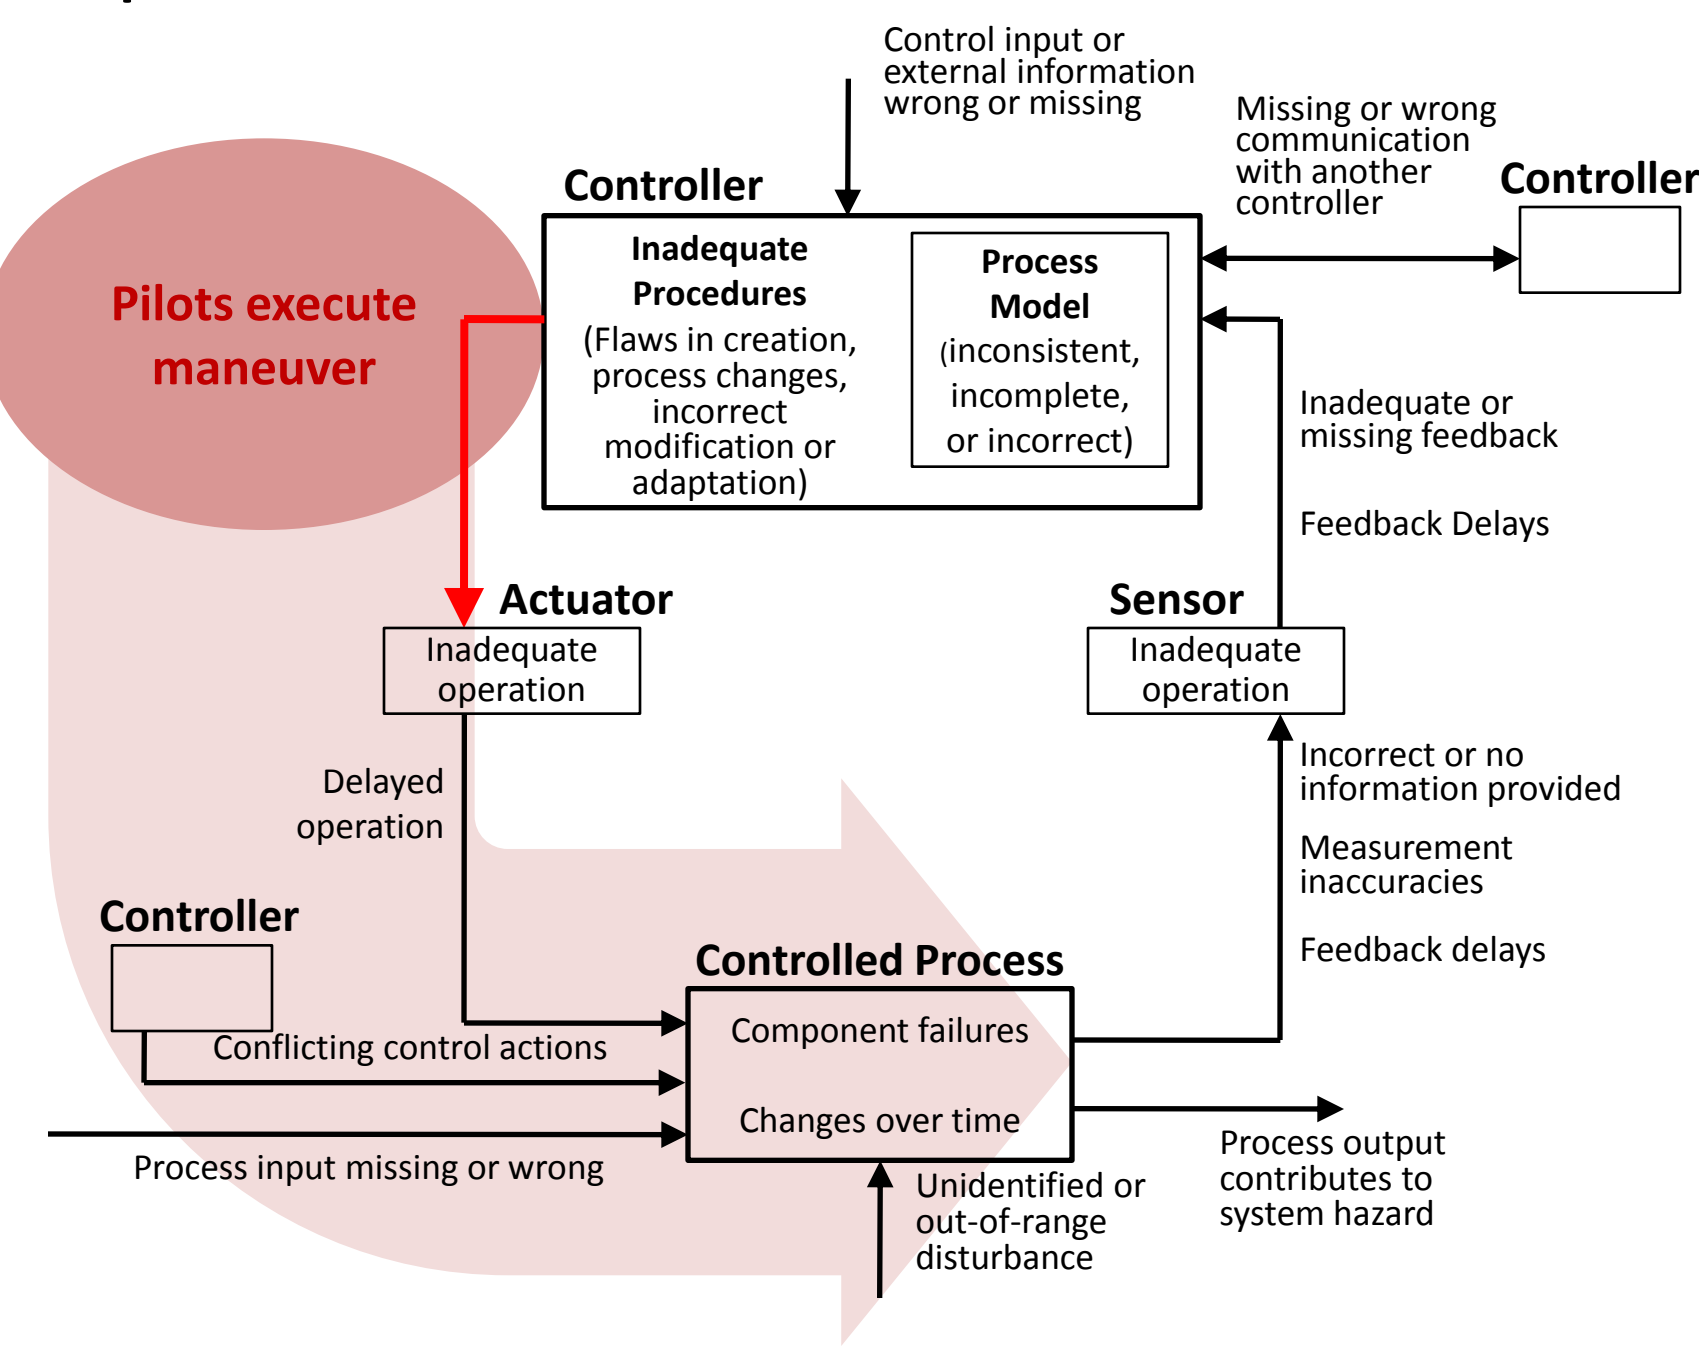 Control input or
external information
wrong or missing
Missing or wrong
communication
with another
controller
Controller
Controller
Inadequate
Procedures
(Flaws in creation,
process changes,
incorrect
modification or
adaptation)
Process
Model
(inconsistent,
incomplete,
or incorrect)
Pilots execute
maneuver
Inadequate or
missing feedback
Feedback Delays
Actuator
Inadequate
operation
Sensor
Inadequate
operation
Delayed
operation
Incorrect or no
information provided
Measurement
inaccuracies
Feedback delays
Controller
Conflicting control actions
Process input missing or wrong
Controlled Process
Component failures
Changes over time
Unidentified or
out-of-range
disturbance
Process output
contributes to
system hazard